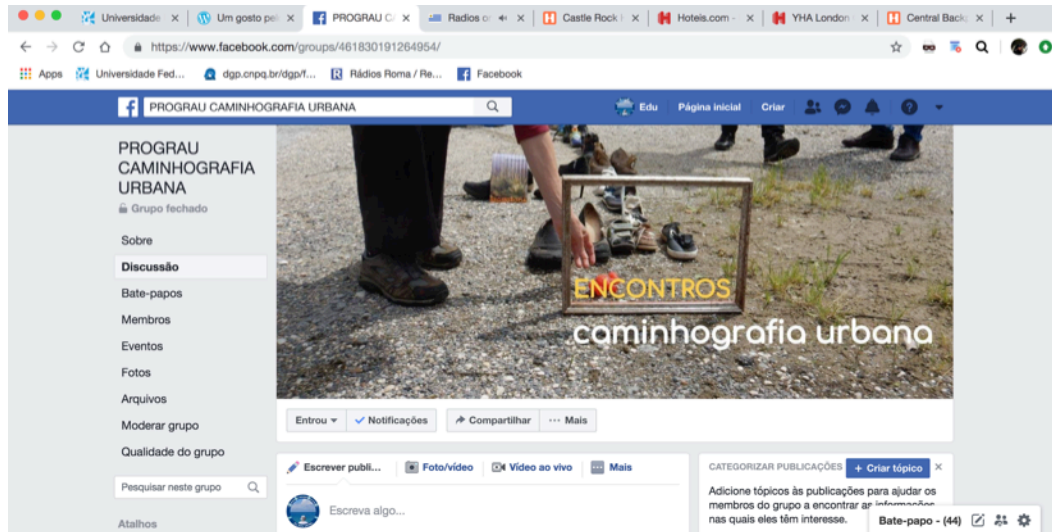 Universidade
Um gosto pel
PROGRAU C/
Radios o
Castle Rock
Hotels.com -
YHA London
Central Back
https://www.facebook.com/groups/461830191264954/
Apps
Universidade Fed...
dgp.cnpq.br/dgp/f...
Rádios Roma / Re...
Facebook
PROGRAU CAMINHOGRAFIA URBANA
Edu
Página inicial
Criar
PROGRAU
CAMINHOGRAFIA
URBANA
Grupo fechado
Sobre
Discussão
Bate-papos
Membros
Eventos
Fotos
Arquivos
Moderar grupo
Qualidade do grupo
Pesquisar neste grupo
Atalhos
ENCONTROS
caminhografia urbana
Entrou
Notificações
Compartilhar
··· Mais
Escrever publi...
Foto/vídeo
Vídeo ao vivo
Mais
Escreva algo...
CATEGORIZAR PUBLICAÇÕES
+ Criar tópico
Adicione tópicos às publicações para ajudar os
membros do grupo a encontrar as informações
nas quais eles têm interesse.
Bate-papo - (44)